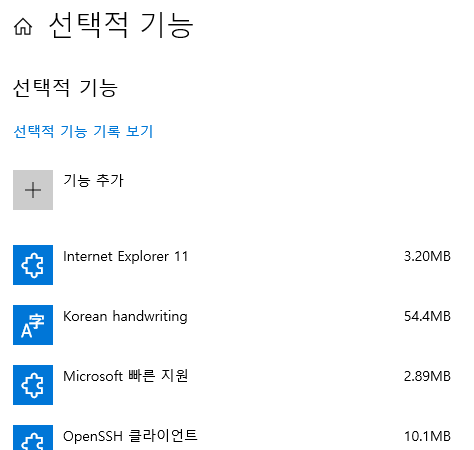 선택적 기능
선택적 기능
선택적 기능 기록 보기
기능 추가
Internet Explorer 11 3.20MB
A字 Korean handwriting 54.4MB
Microsoft 빠른 지원 2.89MB
OpenSSH 클라이언트 10.1MB